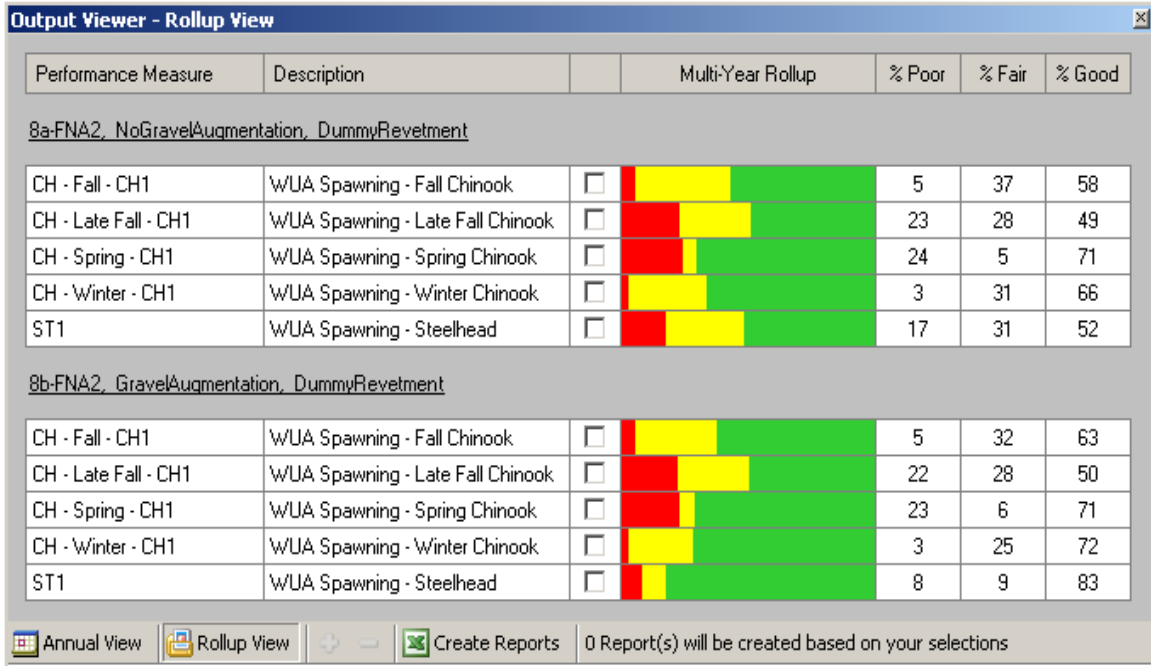 Output Viewer - Rollup View
Performance Measure Description Multi-Year Rollup % Poor % Fair % Good
8a-FNA2, NoGravelAugmentation, DummyRevetment
CH - Fall - CH1 WUA Spawning - Fall Chinook 5 37 58
CH - Late Fall - CH1 WUA Spawning - Late Fall Chinook 23 28 49
CH - Spring - CH1 WUA Spawning - Spring Chinook 24 5 71
CH - Winter - CH1 WUA Spawning - Winter Chinook 3 31 66
ST1 WUA Spawning - Steelhead 17 31 52
8b-FNA2, GravelAugmentation, DummyRevetment
CH - Fall - CH1 WUA Spawning - Fall Chinook 5 32 63
CH - Late Fall - CH1 WUA Spawning - Late Fall Chinook 22 28 50
CH - Spring - CH1 WUA Spawning - Spring Chinook 23 6 71
CH - Winter - CH1 WUA Spawning - Winter Chinook 3 25 72
ST1 WUA Spawning - Steelhead 8 9 83
Annual View Rollup View Create Reports 0 Report(s) will be created based on your selections